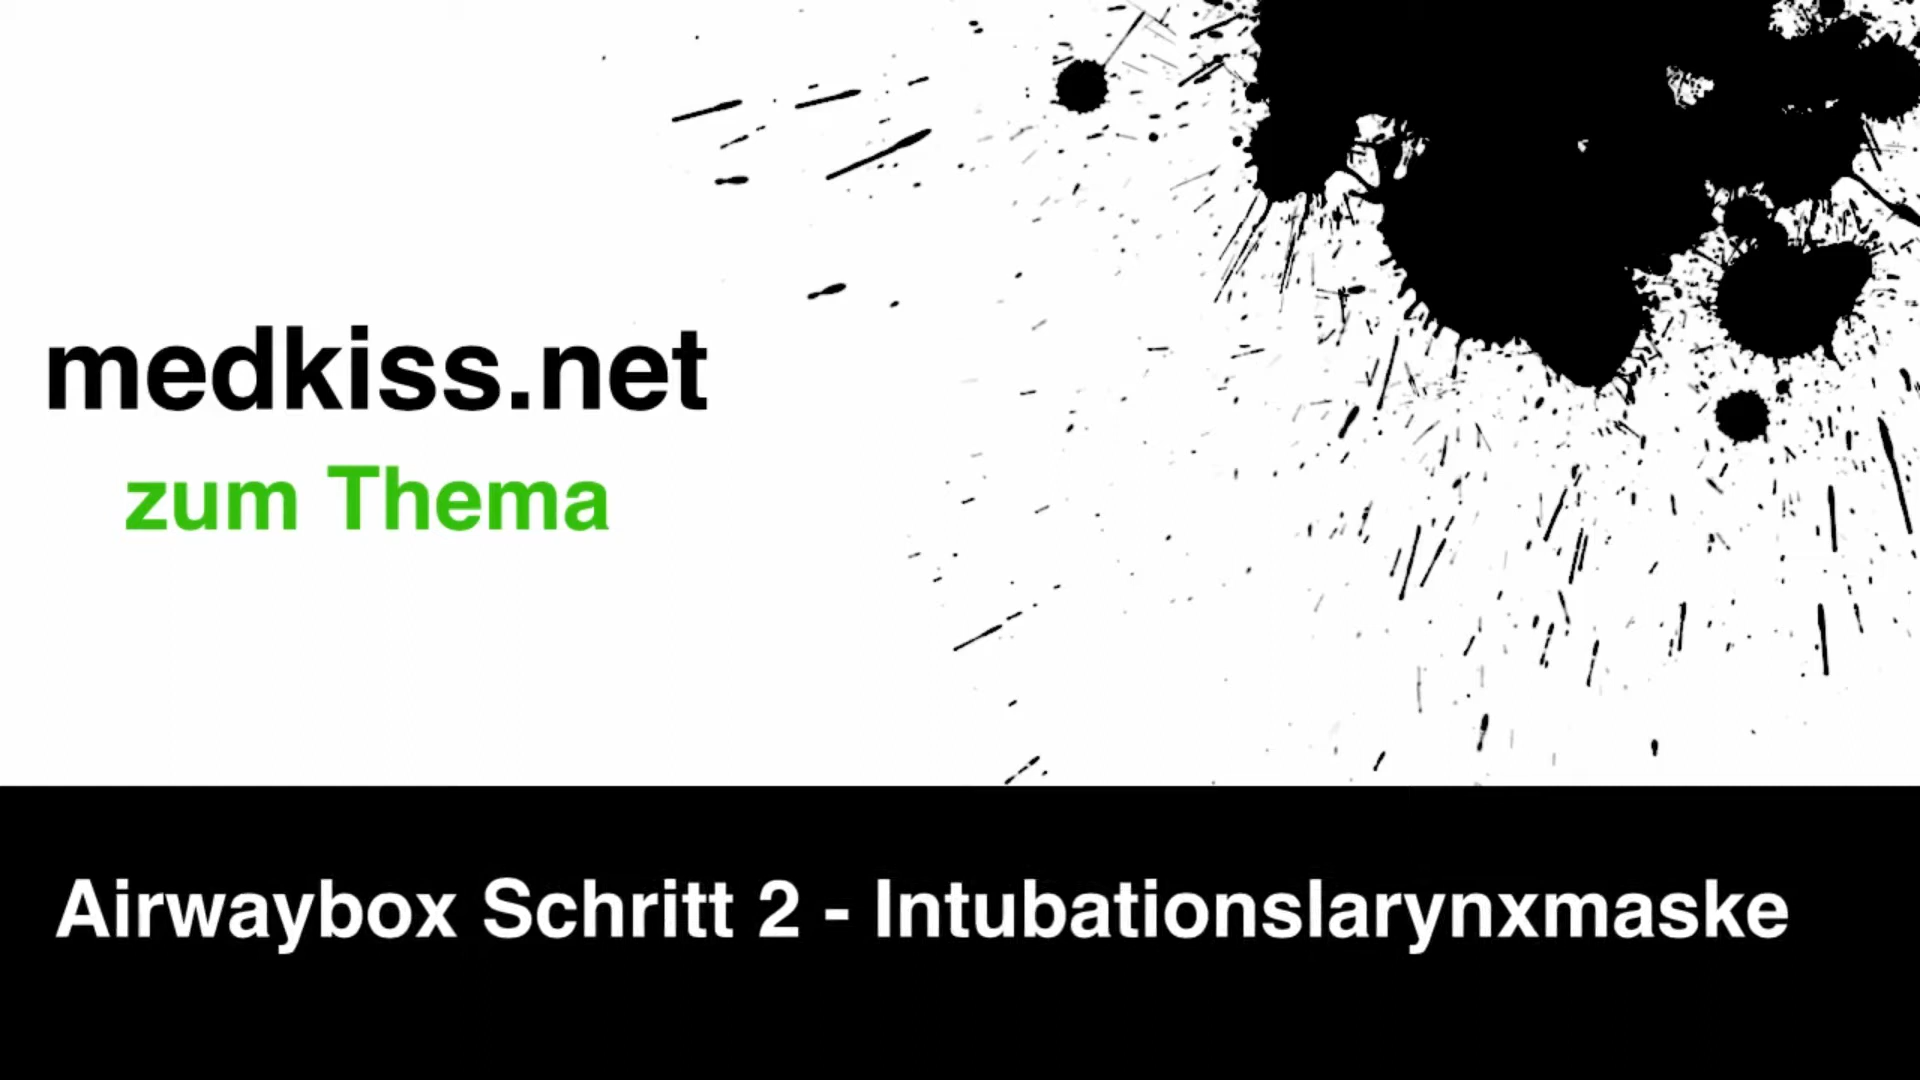 medkiss.net
zum Thema
Airwaybox Schritt 2 - Intubationslarynxmaske